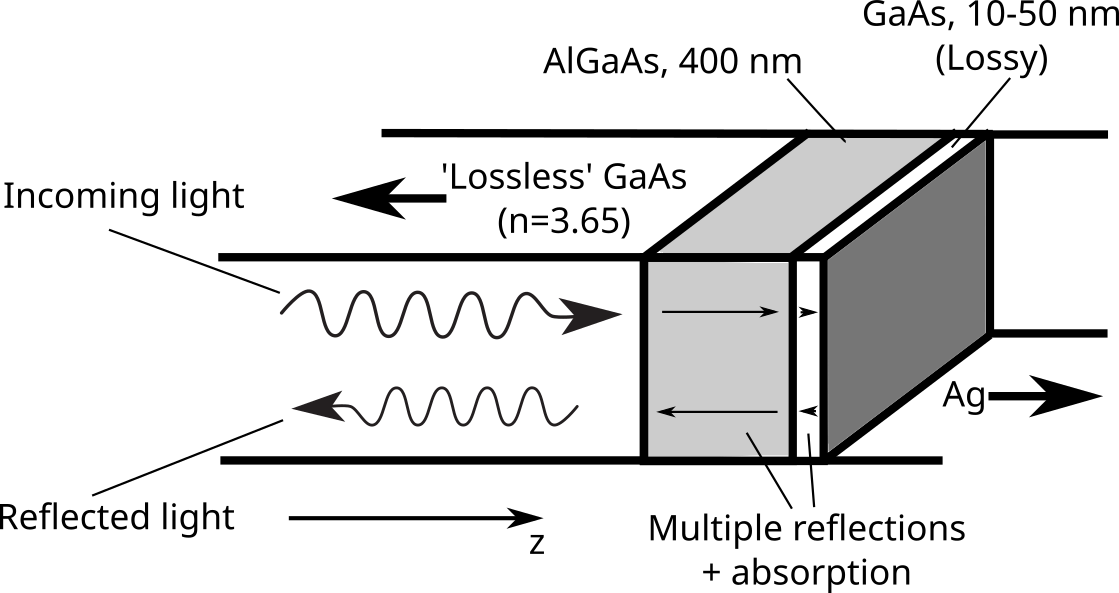 GaAs, 10-50 nm
(Lossy)
AlGaAs, 400 nm
'Lossless' GaAs
(n=3.65)
Incoming light
Ag
Reflected light
z
Multiple reflections
+ absorption